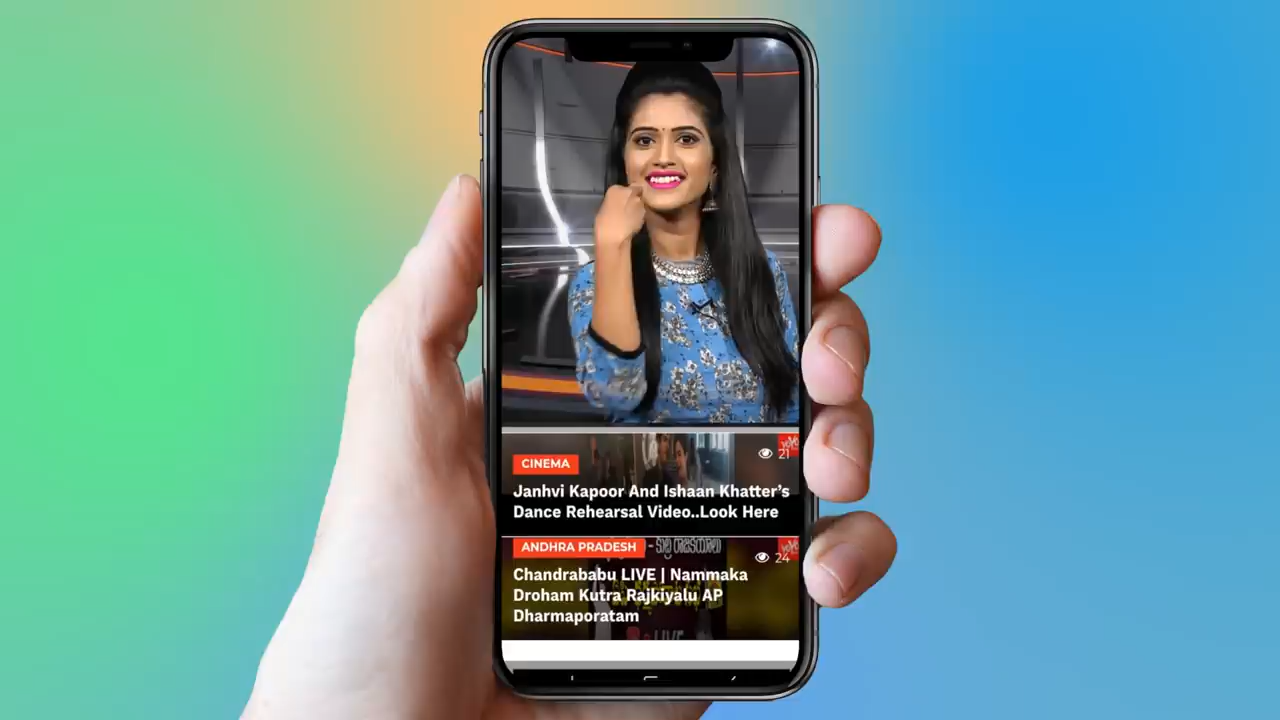 CINEMA
21
Janhvi Kapoor And Ishaan Khatter's
Dance Rehearsal Video..Look Here
ANDHRA PRADESH
24
Chandrababu LIVE | Nammaka
Droham Kutra Rajkiyalu AP
Dharmaporatam
LIVE